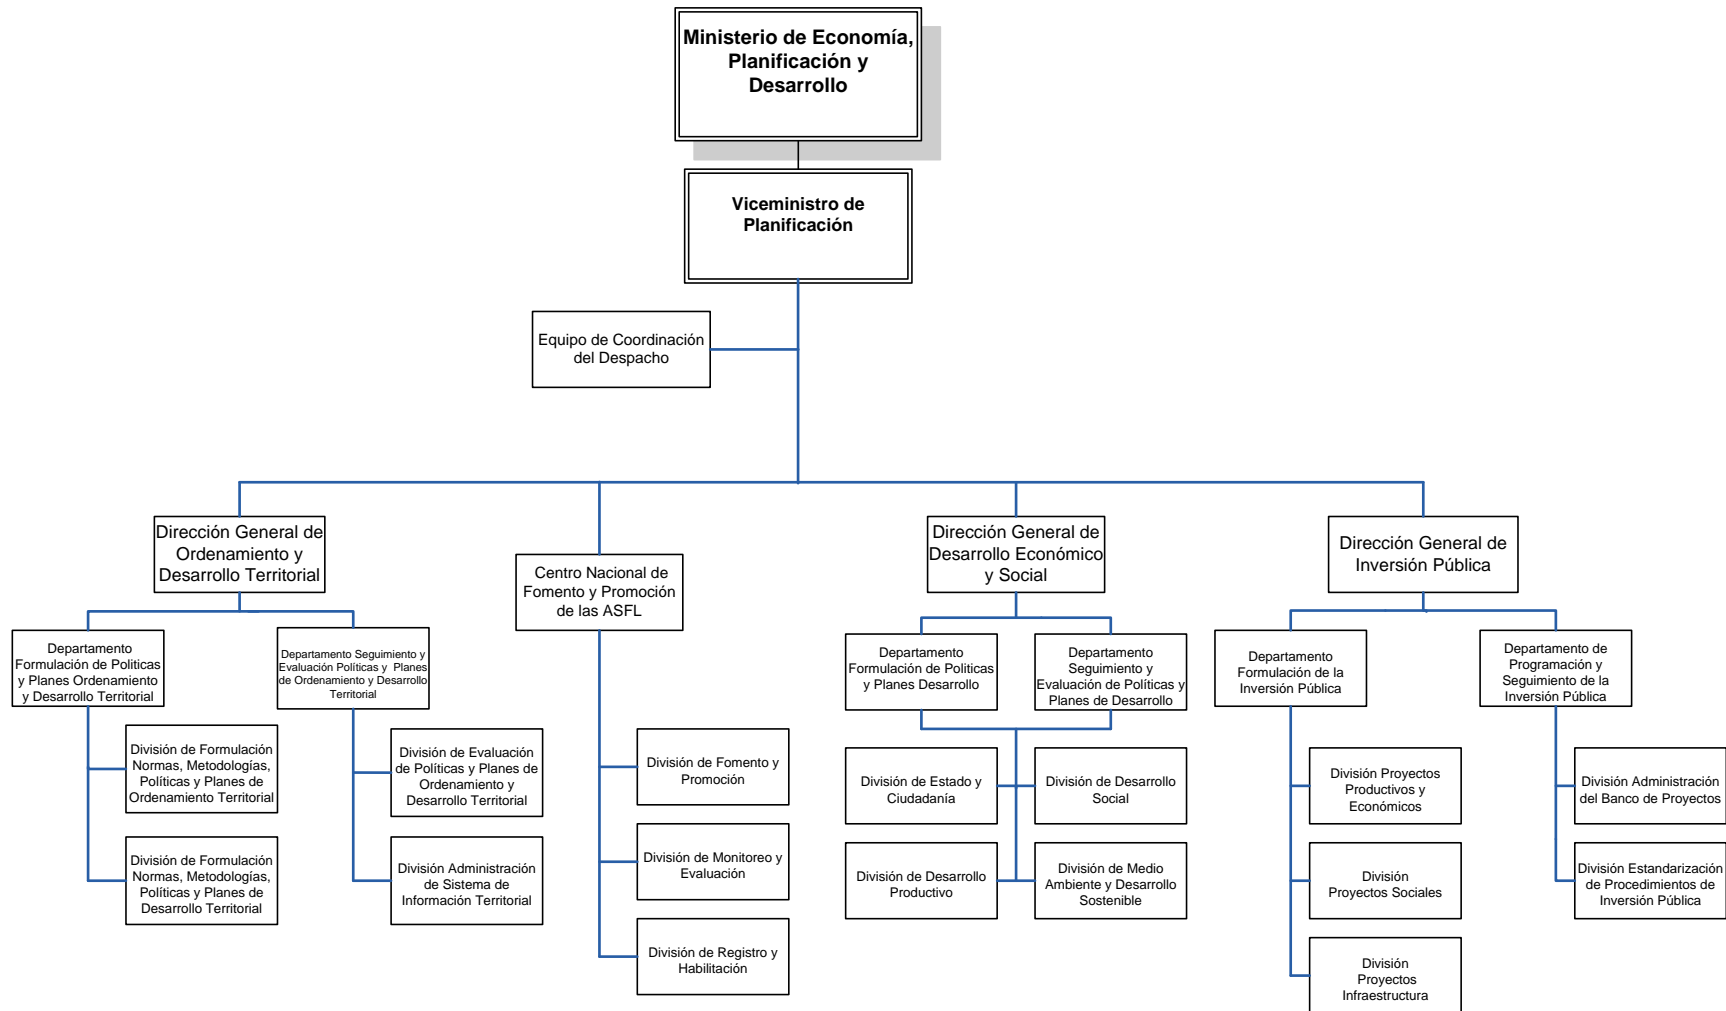 Ministerio de Economía,
Planificación y
Desarrollo
Viceministro de
Planificación
Equipo de Coordinación
del Despacho
Dirección General de
Ordenamiento y
Desarrollo Territorial
Centro Nacional de
Fomento y Promoción
de las ASFL
Dirección General de
Desarrollo Económico
y Social
Dirección General de
Inversión Pública
Departamento
Formulación de Politicas
y Planes Ordenamiento
y Desarrollo Territorial
Departamento Seguimiento y
Evaluación Políticas y Planes
de Ordenamiento y Desarrollo
Territorial
Departamento
Formulación de Politicas
y Planes Desarrollo
Departamento
Seguimiento y
Evaluación de Políticas y
Planes de Desarrollo
Departamento
Formulación de la
Inversión Pública
Departamento de
Programación y
Seguimiento de la
Inversión Pública
División de Formulación
Normas, Metodologías,
Políticas y Planes de
Ordenamiento Territorial
División de Evaluación
de Políticas y Planes de
Ordenamiento y
Desarrollo Territorial
División de Fomento y
Promoción
División de Estado y
Ciudadanía
División de Desarrollo
Social
División Proyectos
Productivos y
Económicos
División Administración
del Banco de Proyectos
División de Formulación
Normas, Metodologías,
Políticas y Planes de
Desarrollo Territorial
División Administración
de Sistema de
Información Territorial
División de Monitoreo y
Evaluación
División de Desarrollo
Productivo
División de Medio
Ambiente y Desarrollo
Sostenible
División
Proyectos Sociales
División Estandarización
de Procedimientos de
Inversión Pública
División de Registro y
Habilitación
División
Proyectos
Infraestructura